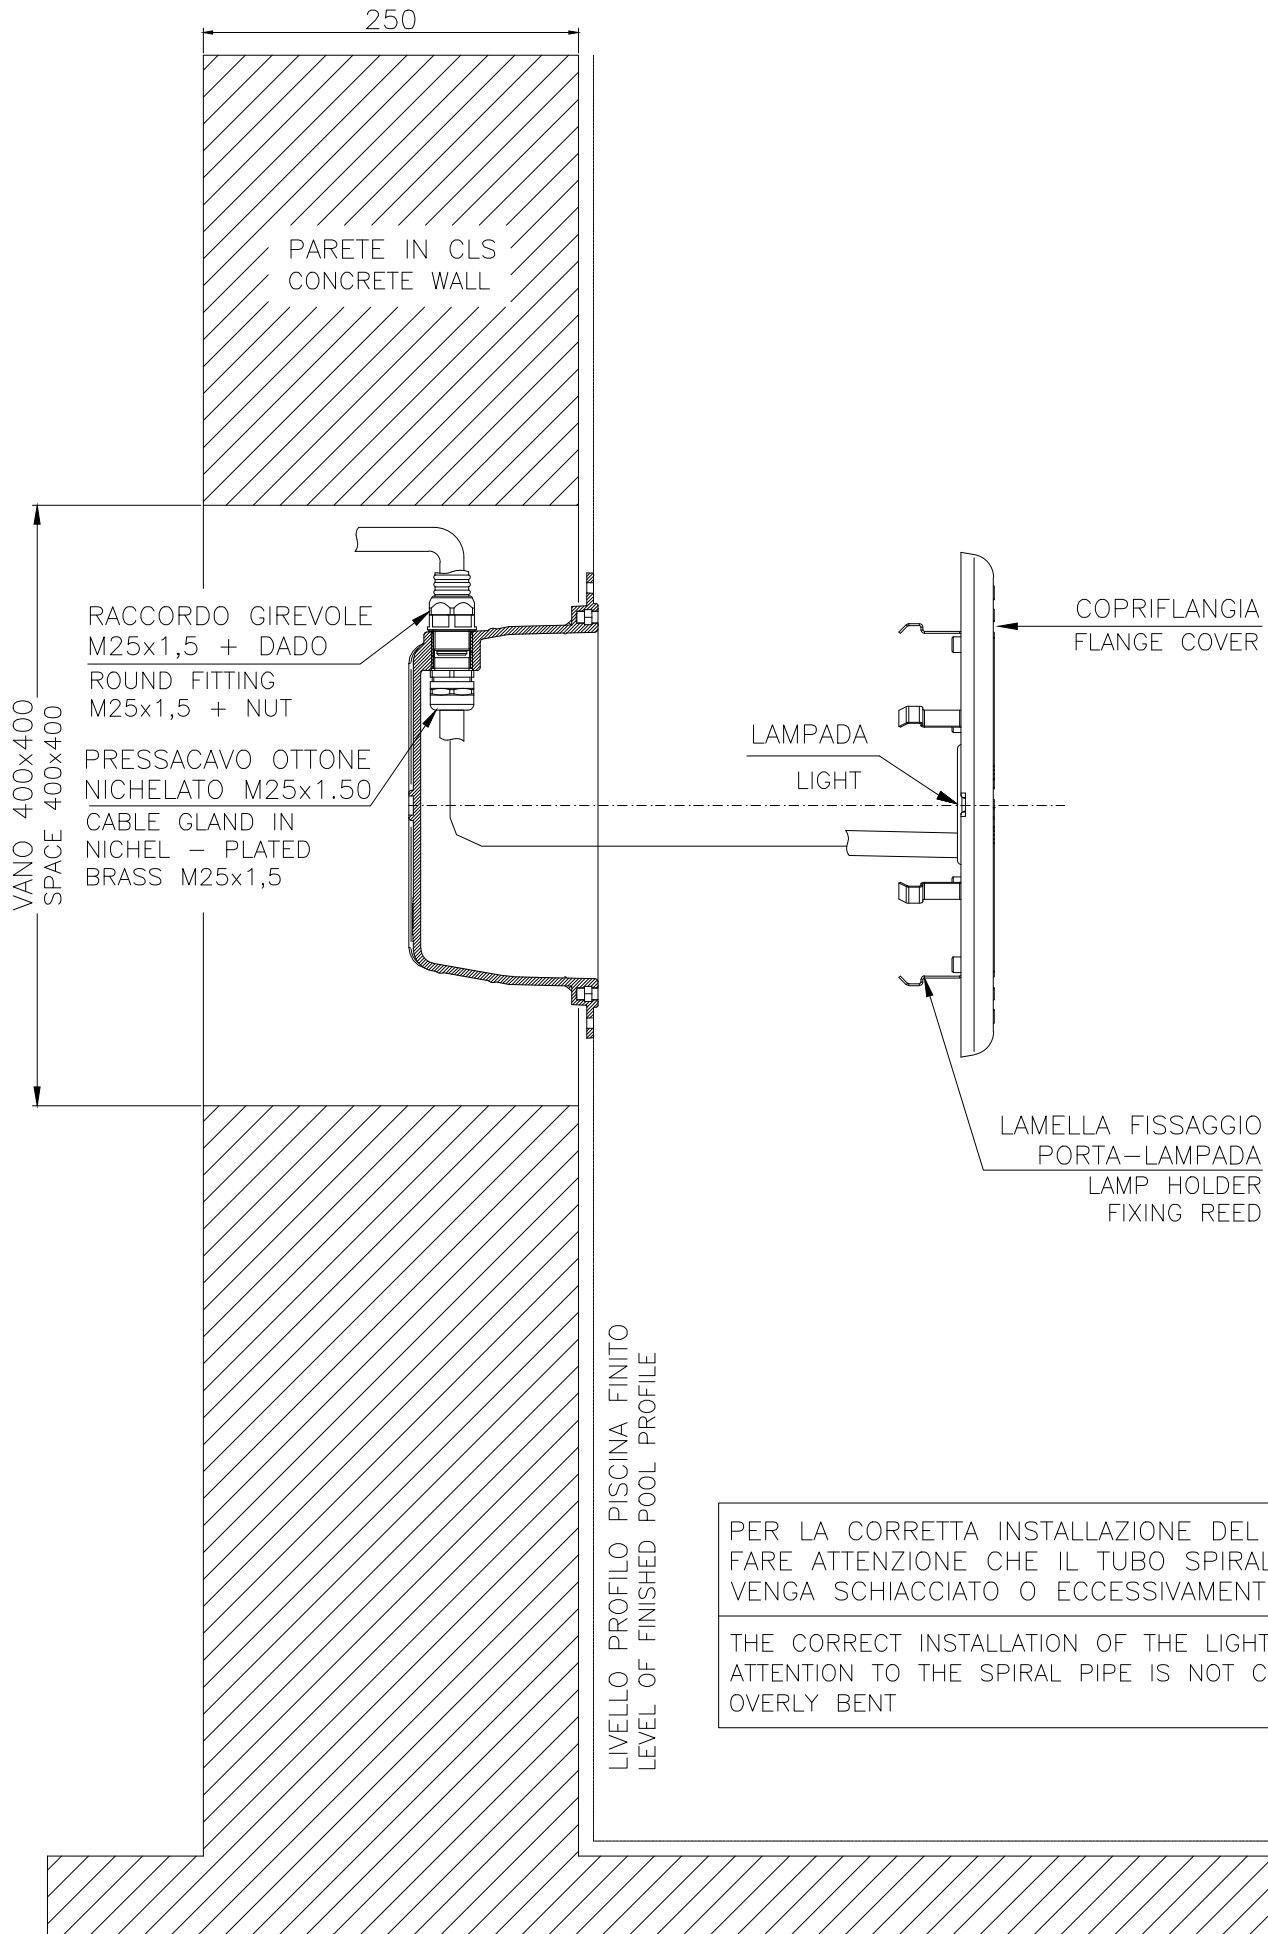 250
PARETE IN CLS
CONCRETE WALL
RACCORDO GIREVOLE
M25x1,5 + DADO
ROUND FITTING
M25x1,5 + NUT
PRESSACAVO OTTONE
NICHELATO M25x1.50
CABLE GLAND IN
NICHEL – PLATED
BRASS M25x1,5
VANO 400x400
SPACE 400x400
COPRIFLANGIA
FLANGE COVER
LAMPADA
LIGHT
LAMELLA FISSAGGIO
PORTA–LAMPADA
LAMP HOLDER
FIXING REED
LIVELLO PROFILO PISCINA FINITO
LEVEL OF FINISHED POOL PROFILE
PER LA CORRETTA INSTALLAZIONE DEL
FARE ATTENZIONE CHE IL TUBO SPIRAL
VENGA SCHIACCIATO O ECCESSIVAMENT
THE CORRECT INSTALLATION OF THE LIGHT
ATTENTION TO THE SPIRAL PIPE IS NOT C
OVERLY BENT